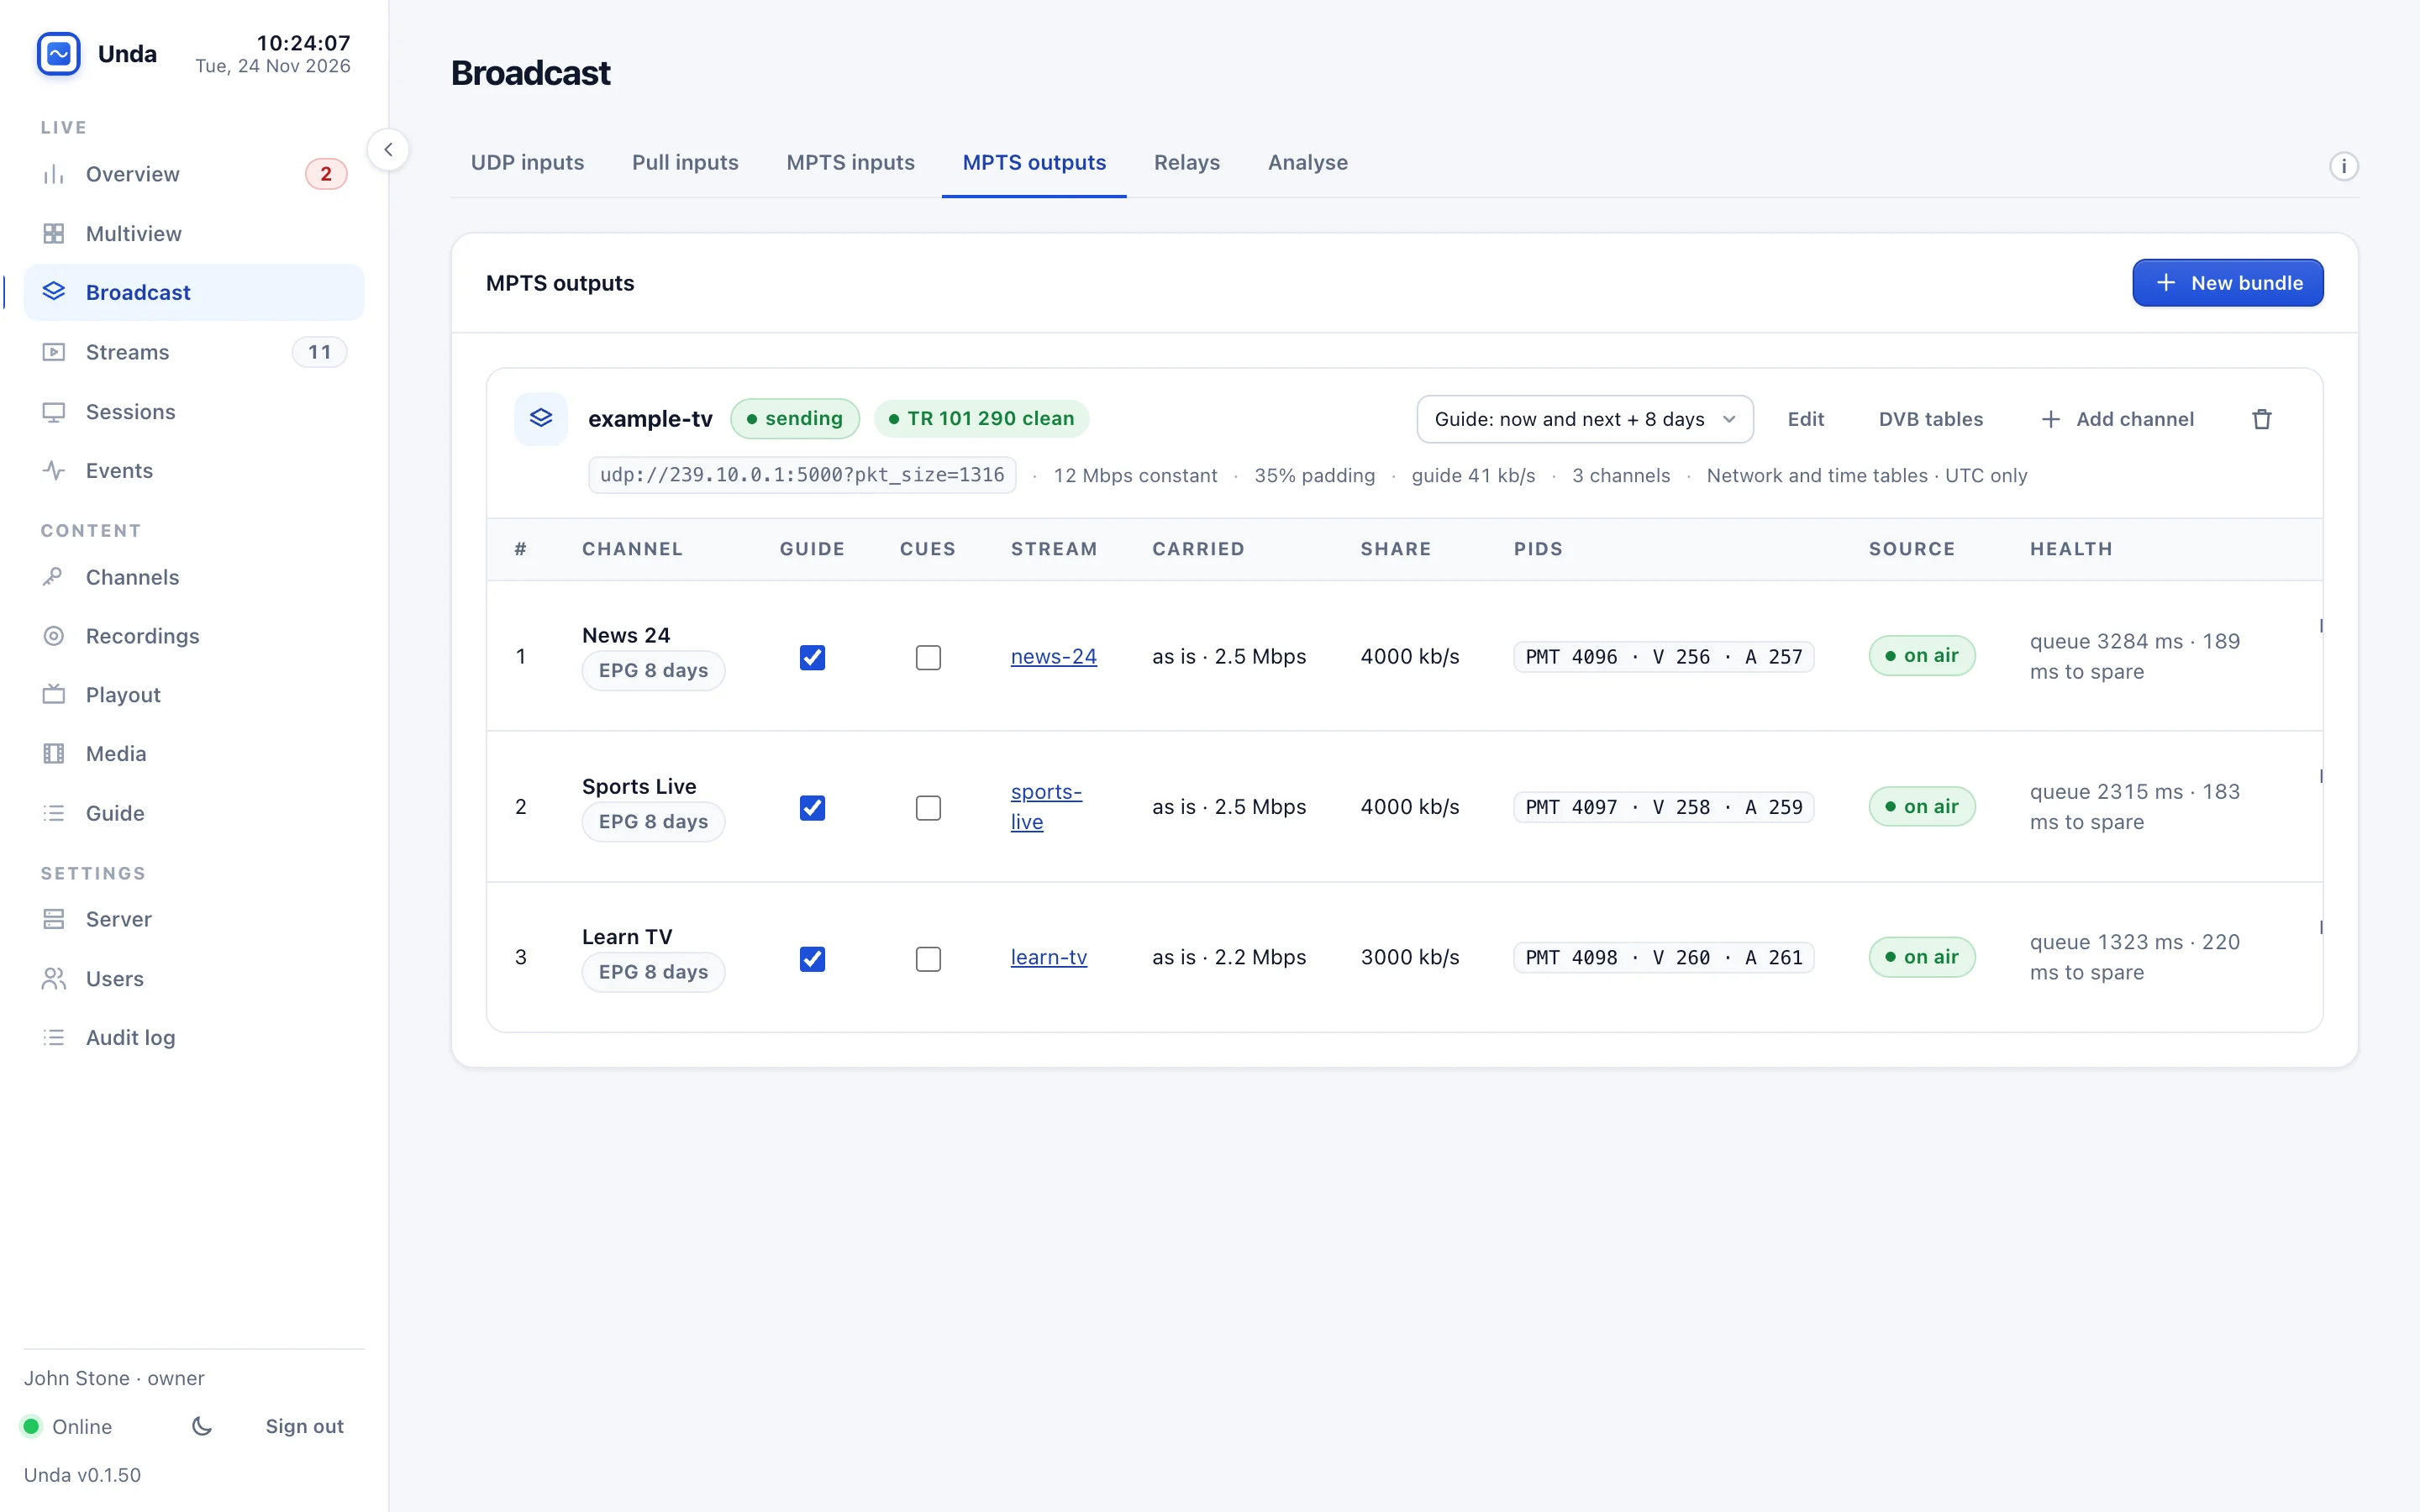 Unda
10:24:07
Tue, 24 Nov 2026
LIVE
Overview 2
Multiview
Broadcast
Streams 11
Sessions
Events
CONTENT
Channels
Recordings
Playout
Media
Guide
SETTINGS
Server
Users
Audit log
John Stone · owner
Online Sign out
Unda v0.1.50
Broadcast
UDP inputs Pull inputs MPTS inputs MPTS outputs Relays Analyse
MPTS outputs
New bundle
example-tv sending TR 101 290 clean Guide: now and next + 8 days Edit DVB tables Add channel
udp://239.10.0.1:5000?pkt_size=1316 · 12 Mbps constant · 35% padding · guide 41 kb/s · 3 channels · Network and time tables · UTC only
# CHANNEL GUIDE CUES STREAM CARRIED SHARE PIDS SOURCE HEALTH
1 News 24 news-24 as is · 2.5 Mbps 4000 kb/s PMT 4096 · V 256 · A 257 on air queue 3284 ms · 189
EPG 8 days ms to spare
2 Sports Live sports- as is · 2.5 Mbps 4000 kb/s PMT 4097 · V 258 · A 259 on air queue 2315 ms · 183
EPG 8 days live ms to spare
3 Learn TV learn-tv as is · 2.2 Mbps 3000 kb/s PMT 4098 · V 260 · A 261 on air queue 1323 ms · 220
EPG 8 days ms to spare